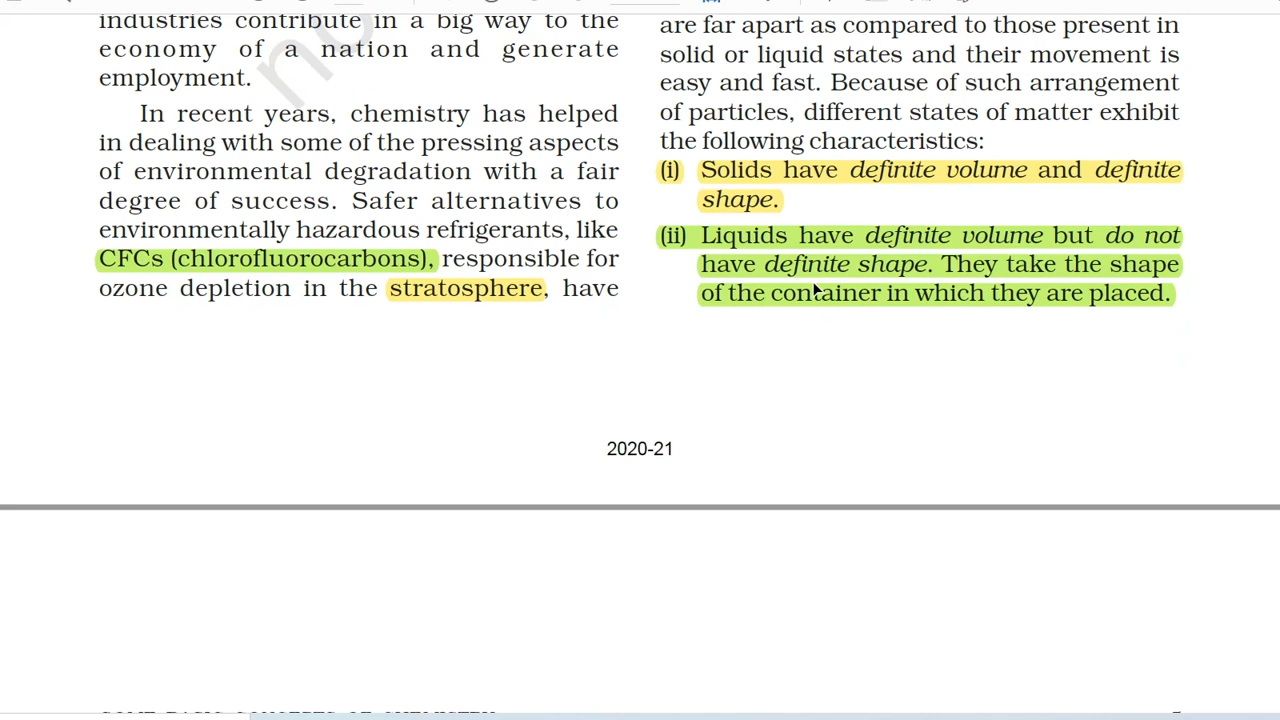 industries contribute in a big way to the
economy of a nation and generate
employment.
In recent years, chemistry has helped
in dealing with some of the pressing aspects
of environmental degradation with a fair
degree of success. Safer alternatives to
environmentally hazardous refrigerants, like
CFCs (chlorofluorocarbons), responsible for
ozone depletion in the stratosphere, have
are far apart as compared to those present in
solid or liquid states and their movement is
easy and fast. Because of such arrangement
of particles, different states of matter exhibit
the following characteristics:
(i) Solids have definite volume and definite
shape.
(ii) Liquids have definite volume but do not
have definite shape. They take the shape
of the container in which they are placed.
2020-21